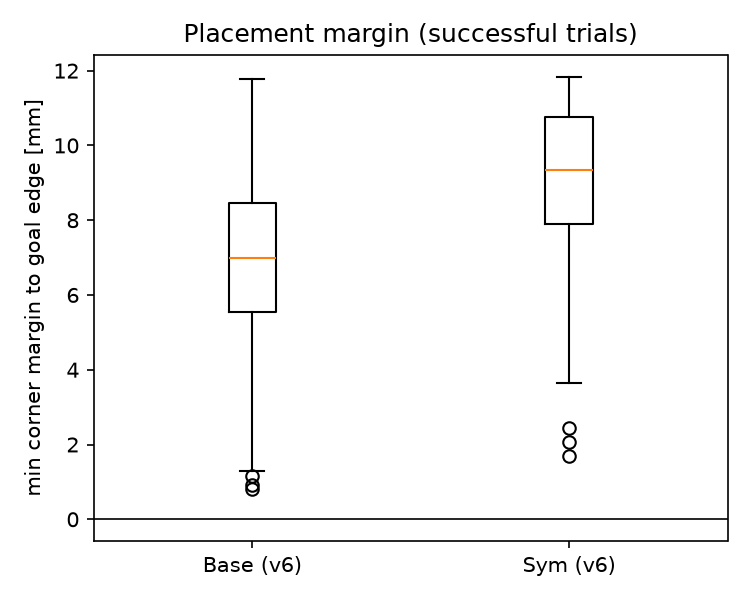 Placement margin (successful trials)
min corner margin to goal edge [mm]
12
10
8
6
4
2
0
Base (v6)
Sym (v6)